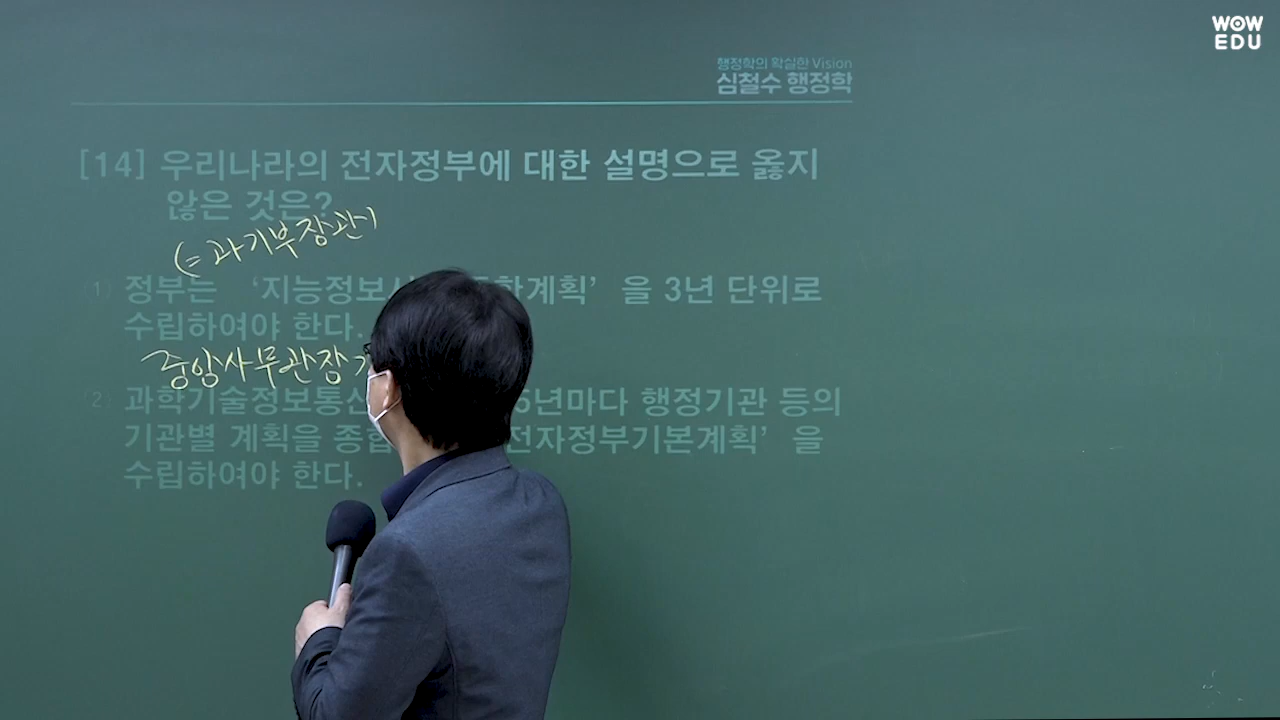 WOW
EDU
행정학의 확실한 Vision
심철수 행정학
[14] 우리나라의 전자정부에 대한 설명으로 옳지
않은 것은?
(= 과기부장관)
1) 정부는 ‘지능정보 계획’ 을 3년 단위로
수립하여야 한다.
중앙사무관장
2) 과학기술정보통신 5년마다 행정기관 등의
기관별 계획을 종합 전자정부기본계획’ 을
수립하여야 한다.